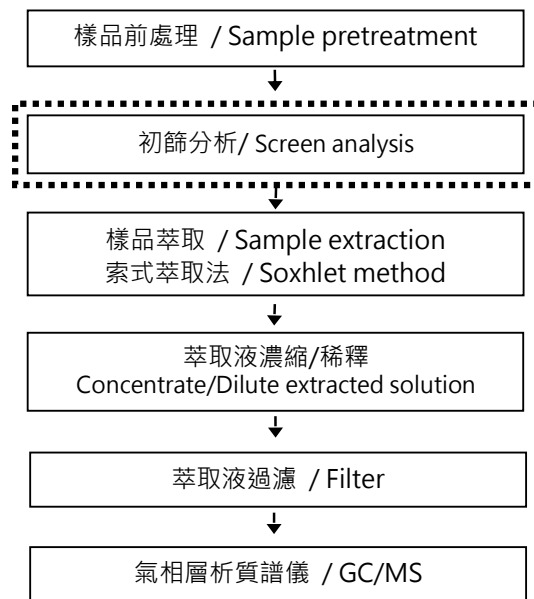 樣品前處理 / Sample pretreatment
初篩分析/ Screen analysis
樣品萃取 / Sample extraction
索式萃取法 / Soxhlet method
萃取液濃縮/稀釋
Concentrate/Dilute extracted solution
萃取液過濾 / Filter
氣相層析質譜儀 / GC/MS